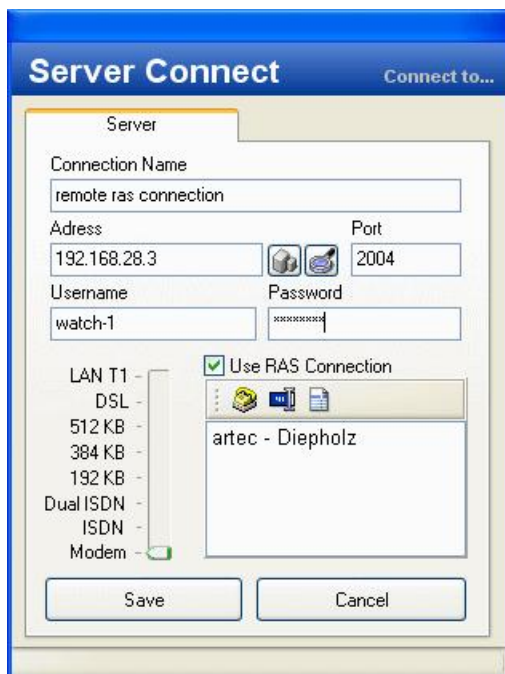 Server Connect
Connect to...
Server
Connection Name
remote ras connection
Adress
Port
192.168.28.3
2004
Username
Password
watch-1
********
Use RAS Connection
LAN T1
DSL
512 KB
384 KB
192 KB
Dual ISDN
ISDN
Modem
artec - Diepholz
Save
Cancel